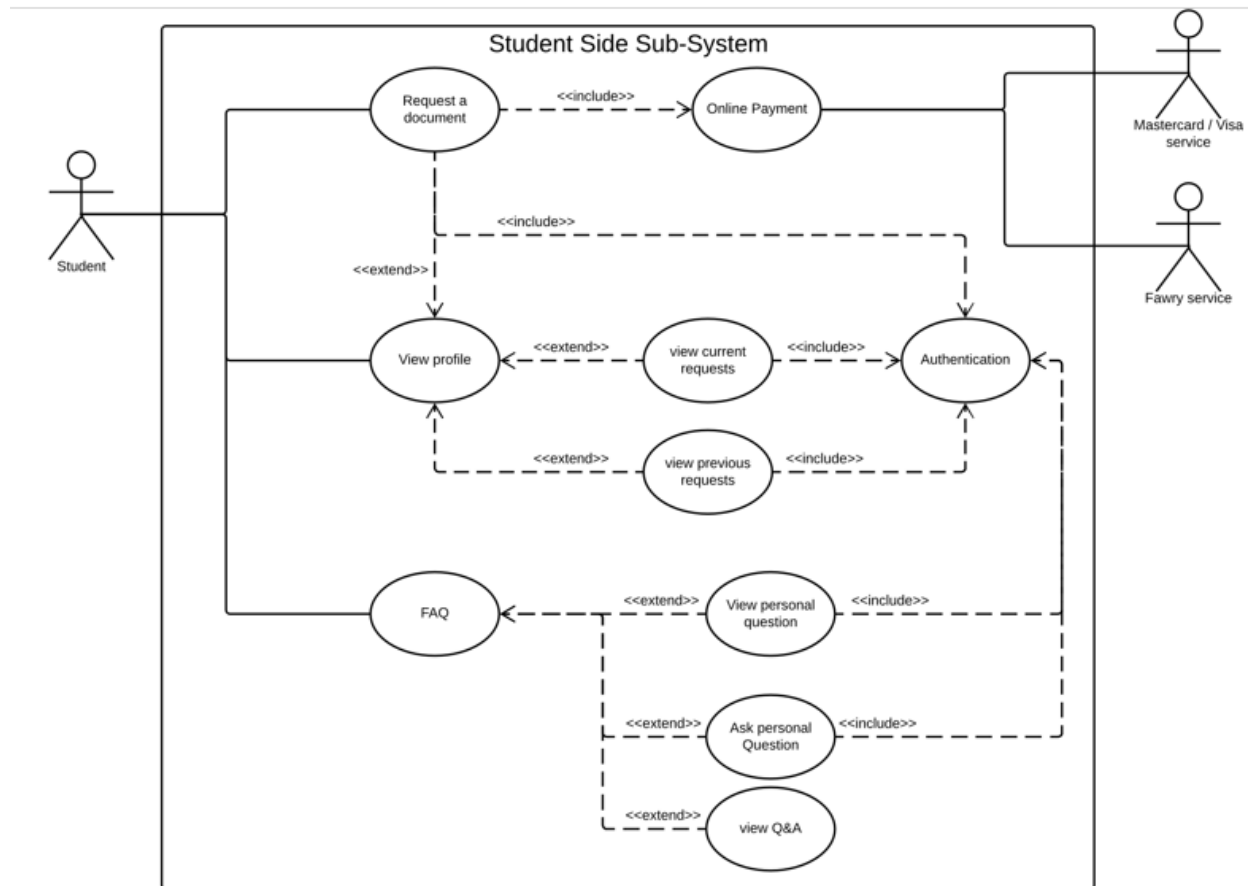 Student Side Sub-System
Request a
document
<<include>>
Online Payment
Mastercard / Visa
service
Student
<<include>>
<<extend>>
Fawry service
View profile
<<extend>>
view current
requests
<<include>>
Authentication
<<extend>>
view previous
requests
<<include>>
FAQ
<<extend>>
View personal
question
<<include>>
<<extend>>
Ask personal
Question
<<include>>
<<extend>>
view Q&A